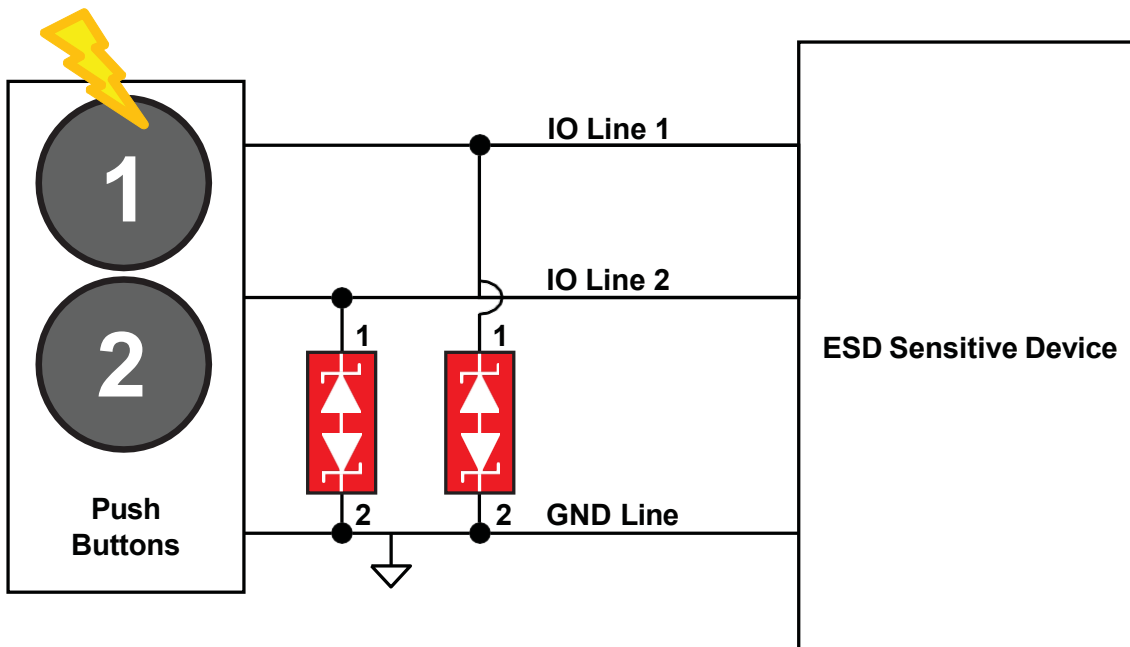 1
2
Push
Buttons
IO Line 1
IO Line 2
1
1
2
2
GND Line
ESD Sensitive Device